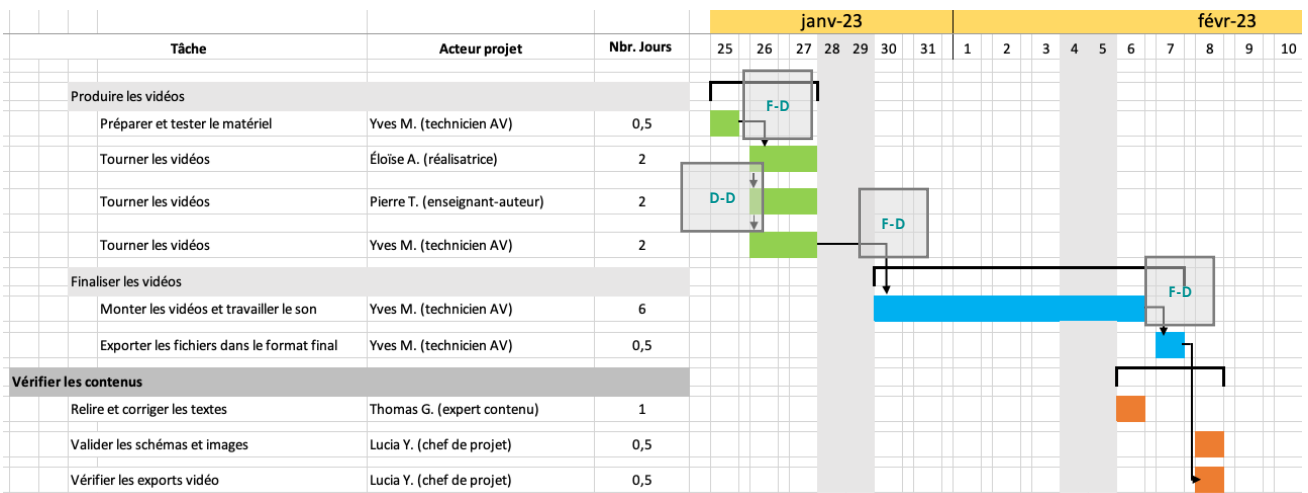 janv-23 févr-23
Tâche Acteur projet Nbr. Jours 25 26 27 28 29 30 31 1 2 3 4 5 6 7 8 9 10
Produire les vidéos
F-D
Préparer et tester le matériel Yves M. (technicien AV) 0,5
Tourner les vidéos Éloïse A. (réalisatrice) 2
Tourner les vidéos Pierre T. (enseignant-auteur) 2 D-D
F-D
Tourner les vidéos Yves M. (technicien AV) 2
Finaliser les vidéos
F-D
Monter les vidéos et travailler le son Yves M. (technicien AV) 6
Exporter les fichiers dans le format final Yves M. (technicien AV) 0,5
Vérifier les contenus
Relire et corriger les textes Thomas G. (expert contenu) 1
Valider les schémas et images Lucia Y. (chef de projet) 0,5
Vérifier les exports vidéo Lucia Y. (chef de projet) 0,5